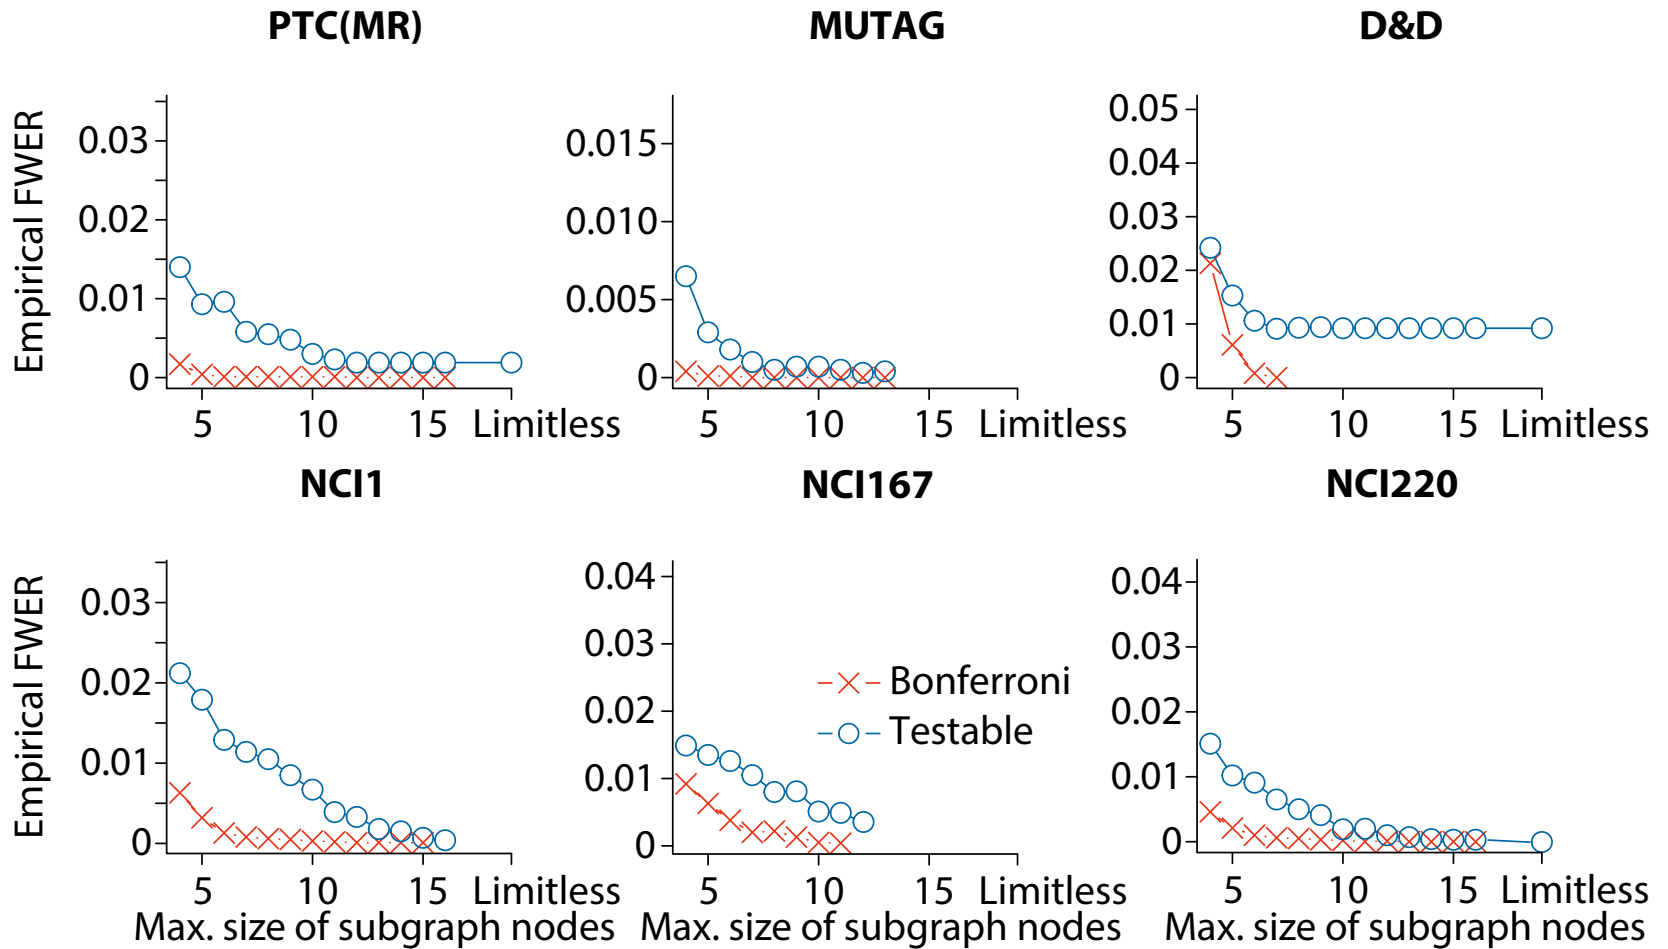 PTC(MR) MUTAG D&D
Empirical FWER
0.03
0.02
0.01
0
5 10 15 Limitless
0.015
0.010
0.005
0
5 10 15 Limitless
0.05
0.04
0.03
0.02
0.01
0
5 10 15 Limitless
NCI1 NCI167 NCI220
Empirical FWER
0.03
0.02
0.01
0
5 10 15 Limitless
Max. size of subgraph nodes
0.04
0.03
0.02
0.01
0
Bonferroni
Testable
5 10 15 Limitless
Max. size of subgraph nodes
0.04
0.03
0.02
0.01
0
5 10 15 Limitless
Max. size of subgraph nodes